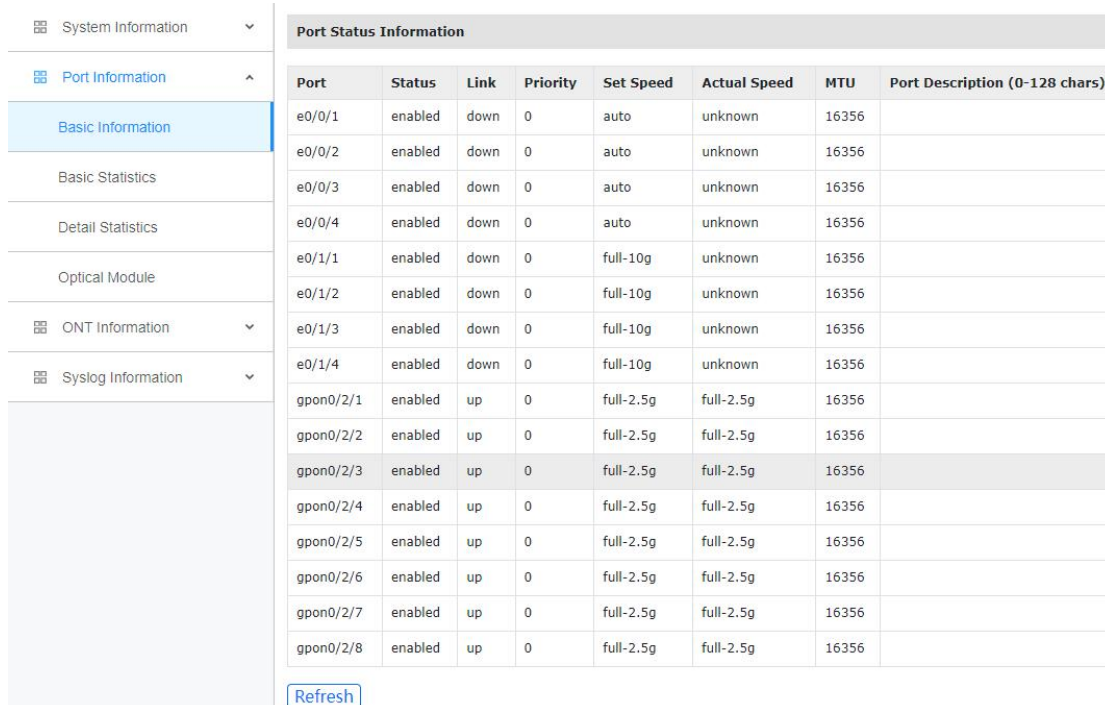 System Information
Port Information
Basic Information
Basic Statistics
Detail Statistics
Optical Module
ONT Information
Syslog Information
Port Status Information
Port Status Link Priority Set Speed Actual Speed MTU Port Description (0-128 chars)
e0/0/1 enabled down 0 auto unknown 16356
e0/0/2 enabled down 0 auto unknown 16356
e0/0/3 enabled down 0 auto unknown 16356
e0/0/4 enabled down 0 auto unknown 16356
e0/1/1 enabled down 0 full-10g unknown 16356
e0/1/2 enabled down 0 full-10g unknown 16356
e0/1/3 enabled down 0 full-10g unknown 16356
e0/1/4 enabled down 0 full-10g unknown 16356
gpon0/2/1 enabled up 0 full-2.5g full-2.5g 16356
gpon0/2/2 enabled up 0 full-2.5g full-2.5g 16356
gpon0/2/3 enabled up 0 full-2.5g full-2.5g 16356
gpon0/2/4 enabled up 0 full-2.5g full-2.5g 16356
gpon0/2/5 enabled up 0 full-2.5g full-2.5g 16356
gpon0/2/6 enabled up 0 full-2.5g full-2.5g 16356
gpon0/2/7 enabled up 0 full-2.5g full-2.5g 16356
gpon0/2/8 enabled up 0 full-2.5g full-2.5g 16356
Refresh